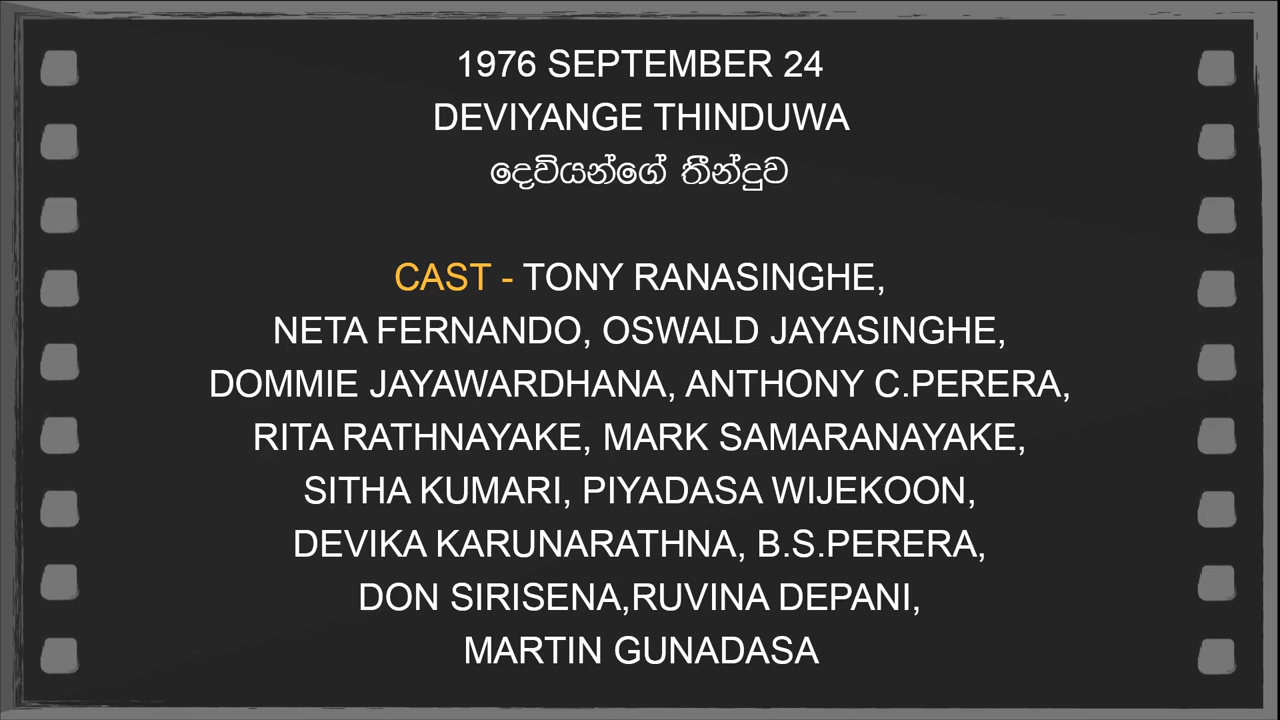 1976 SEPTEMBER 24
DEVIYANGE THINDUWA
දෙවියන්ගේ තීන්දුව
CAST - TONY RANASINGHE,
NETA FERNANDO, OSWALD JAYASINGHE,
DOMMIE JAYAWARDHANA, ANTHONY C.PERERA,
RITA RATHNAYAKE, MARK SAMARANAYAKE,
SITHA KUMARI, PIYADASA WIJEKOON,
DEVIKA KARUNARATHNA, B.S.PERERA,
DON SIRISENA,RUVINA DEPANI,
MARTIN GUNADASA